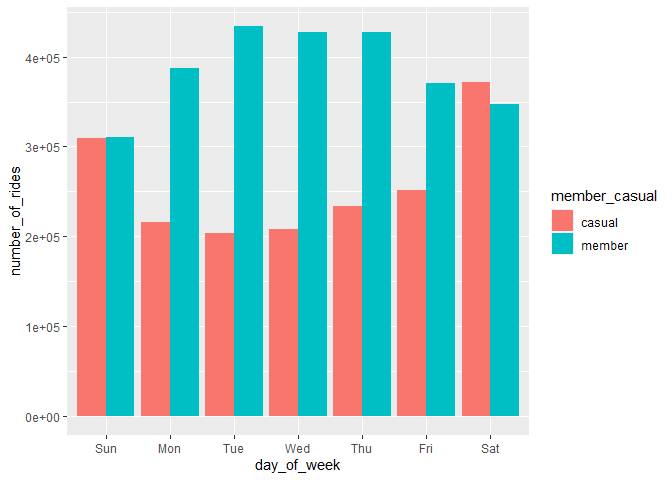 number_of_rides
4e+05
3e+05
2e+05
1e+05
0e+00
Sun Mon Tue Wed Thu Fri Sat
day_of_week
member_casual
casual
member